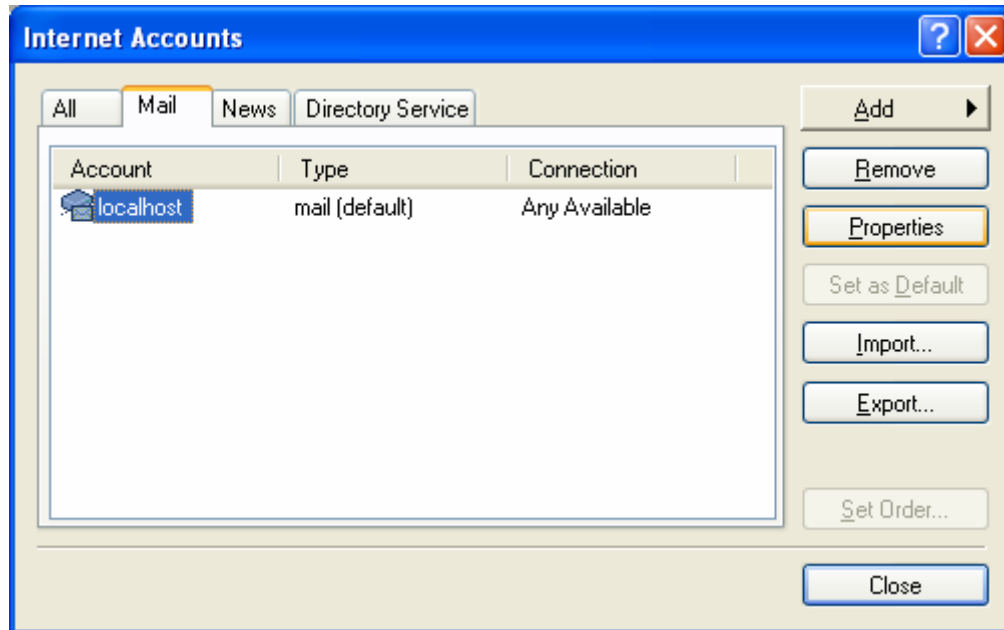 Internet Accounts
All Mail News Directory Service
Add
Account Type Connection
Remove
localhost mail (default) Any Available
Properties
Set as Default
Import...
Export...
Set Order...
Close